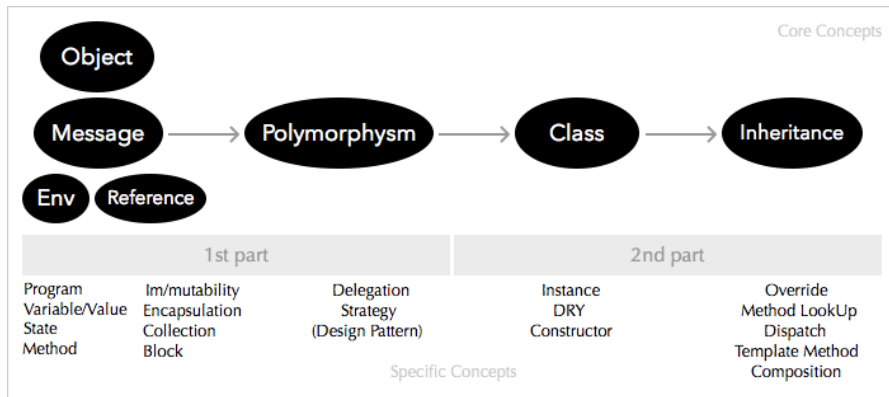 Core Concepts
Object
Message
Polymorphysm
Class
Inheritance
Env
Reference
1st part
2nd part
Program
Variable/Value
State
Method
Im/mutability
Encapsulation
Collection
Block
Delegation
Strategy
(Design Pattern)
Instance
DRY
Constructor
Override
Method LookUp
Dispatch
Template Method
Composition
Specific Concepts